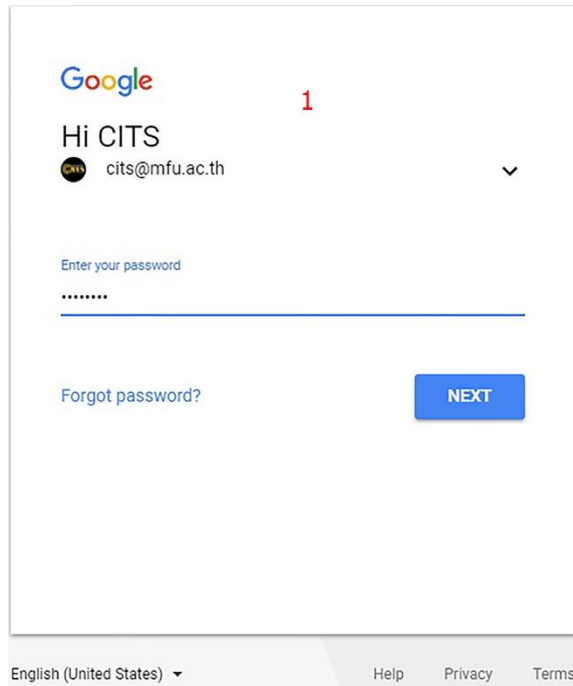 Google
1
Hi CITS
cits@mfu.ac.th
Enter your password
••••••••
Forgot password?
NEXT
English (United States)
Help Privacy Terms